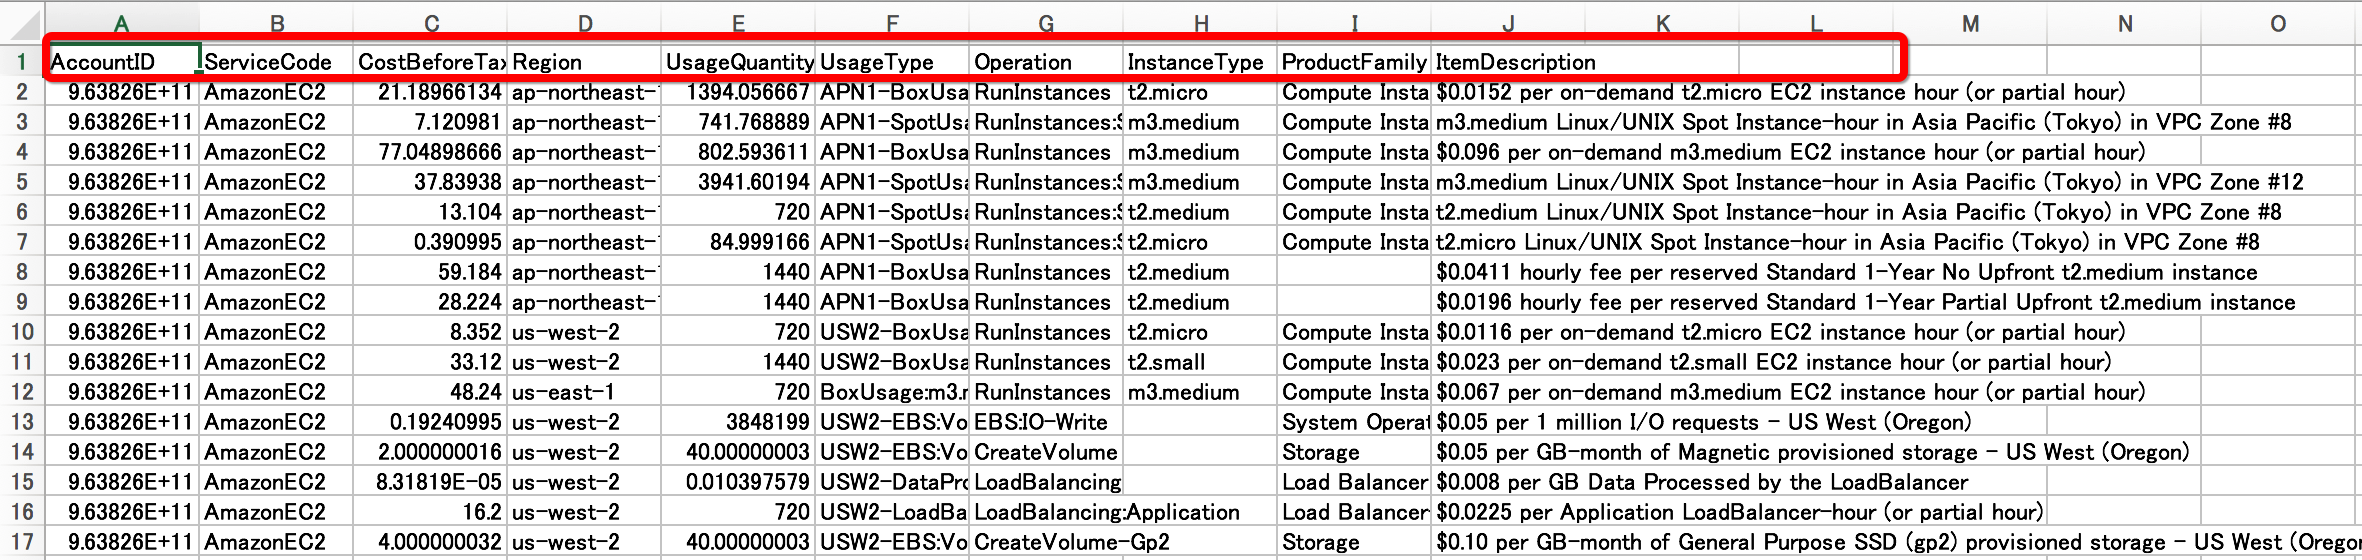 A B C D E F G H I J K L M N O
1 AccountID ServiceCode CostBeforeTax Region UsageQuantity UsageType Operation InstanceType ProductFamily ItemDescription
2 9.63826E+11 AmazonEC2 21.18966134 ap-northeast- 1394.056667 APN1-BoxUsa RunInstances t2.micro Compute Insta $0.0152 per on-demand t2.micro EC2 instance hour (or partial hour)
3 9.63826E+11 AmazonEC2 7.120981 ap-northeast- 741.768889 APN1-SpotUsa RunInstances:S m3.medium Compute Insta m3.medium Linux/UNIX Spot Instance-hour in Asia Pacific (Tokyo) in VPC Zone #8
4 9.63826E+11 AmazonEC2 77.04898666 ap-northeast- 802.593611 APN1-BoxUsa RunInstances m3.medium Compute Insta $0.096 per on-demand m3.medium EC2 instance hour (or partial hour)
5 9.63826E+11 AmazonEC2 37.83938 ap-northeast- 3941.60194 APN1-SpotUsa RunInstances:S m3.medium Compute Insta m3.medium Linux/UNIX Spot Instance-hour in Asia Pacific (Tokyo) in VPC Zone #12
6 9.63826E+11 AmazonEC2 13.104 ap-northeast- 720 APN1-SpotUsa RunInstances:S t2.medium Compute Insta t2.medium Linux/UNIX Spot Instance-hour in Asia Pacific (Tokyo) in VPC Zone #8
7 9.63826E+11 AmazonEC2 0.390995 ap-northeast- 84.999166 APN1-SpotUsa RunInstances:S t2.micro Compute Insta t2.micro Linux/UNIX Spot Instance-hour in Asia Pacific (Tokyo) in VPC Zone #8
8 9.63826E+11 AmazonEC2 59.184 ap-northeast- 1440 APN1-BoxUsa RunInstances t2.medium $0.0411 hourly fee per reserved Standard 1-Year No Upfront t2.medium instance
9 9.63826E+11 AmazonEC2 28.224 ap-northeast- 1440 APN1-BoxUsa RunInstances t2.medium $0.0196 hourly fee per reserved Standard 1-Year Partial Upfront t2.medium instance
10 9.63826E+11 AmazonEC2 8.352 us-west-2 720 USW2-BoxUsa RunInstances t2.micro Compute Insta $0.0116 per on-demand t2.micro EC2 instance hour (or partial hour)
11 9.63826E+11 AmazonEC2 33.12 us-west-2 1440 USW2-BoxUsa RunInstances t2.small Compute Insta $0.023 per on-demand t2.small EC2 instance hour (or partial hour)
12 9.63826E+11 AmazonEC2 48.24 us-east-1 720 BoxUsage:m3.r RunInstances m3.medium Compute Insta $0.067 per on-demand m3.medium EC2 instance hour (or partial hour)
13 9.63826E+11 AmazonEC2 0.19240995 us-west-2 3848199 USW2-EBS:Vo EBS:IO-Write System Operat $0.05 per 1 million I/O requests - US West (Oregon)
14 9.63826E+11 AmazonEC2 2.000000016 us-west-2 40.00000003 USW2-EBS:Vo CreateVolume Storage $0.05 per GB-month of Magnetic provisioned storage - US West (Oregon)
15 9.63826E+11 AmazonEC2 8.31819E-05 us-west-2 0.010397579 USW2-DataPro LoadBalancing Load Balancer $0.008 per GB Data Processed by the LoadBalancer
16 9.63826E+11 AmazonEC2 16.2 us-west-2 720 USW2-LoadBa LoadBalancing:Application Load Balancer- $0.0225 per Application LoadBalancer-hour (or partial hour)
17 9.63826E+11 AmazonEC2 4.000000032 us-west-2 40.00000003 USW2-EBS:Vo CreateVolume-Gp2 Storage $0.10 per GB-month of General Purpose SSD (gp2) provisioned storage - US West (Oregon